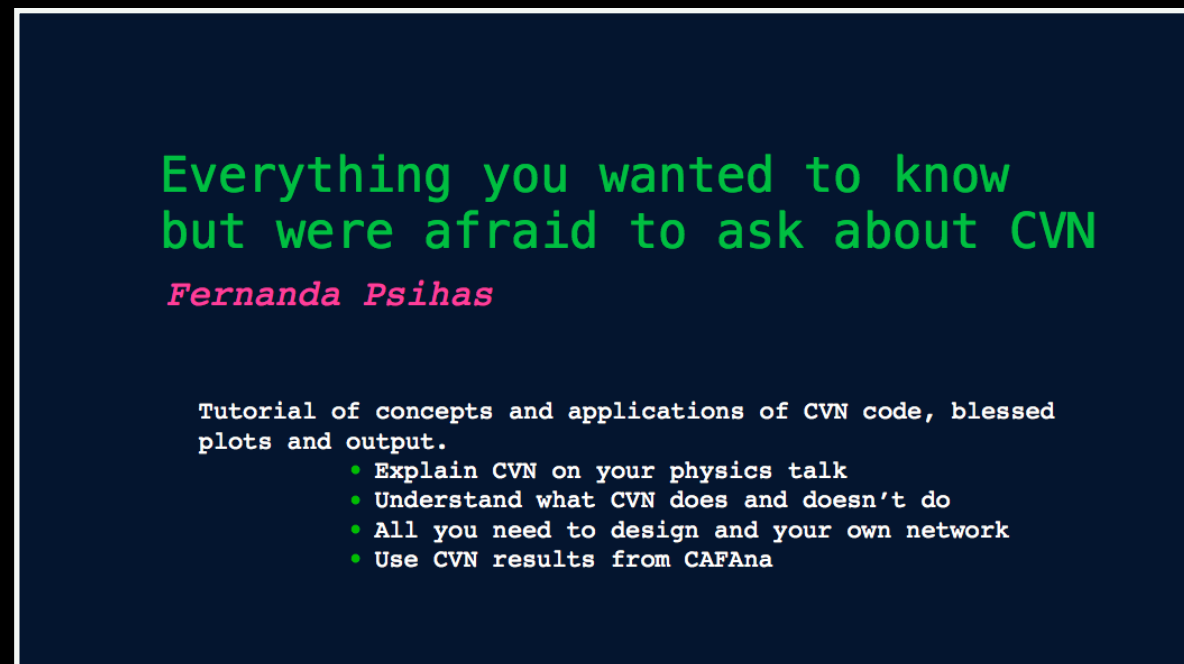 Everything you wanted to know
but were afraid to ask about CVN
Fernanda Psihas
Tutorial of concepts and applications of CVN code, blessed
plots and output.
• Explain CVN on your physics talk
• Understand what CVN does and doesn’t do
• All you need to design and your own network
• Use CVN results from CAFAna